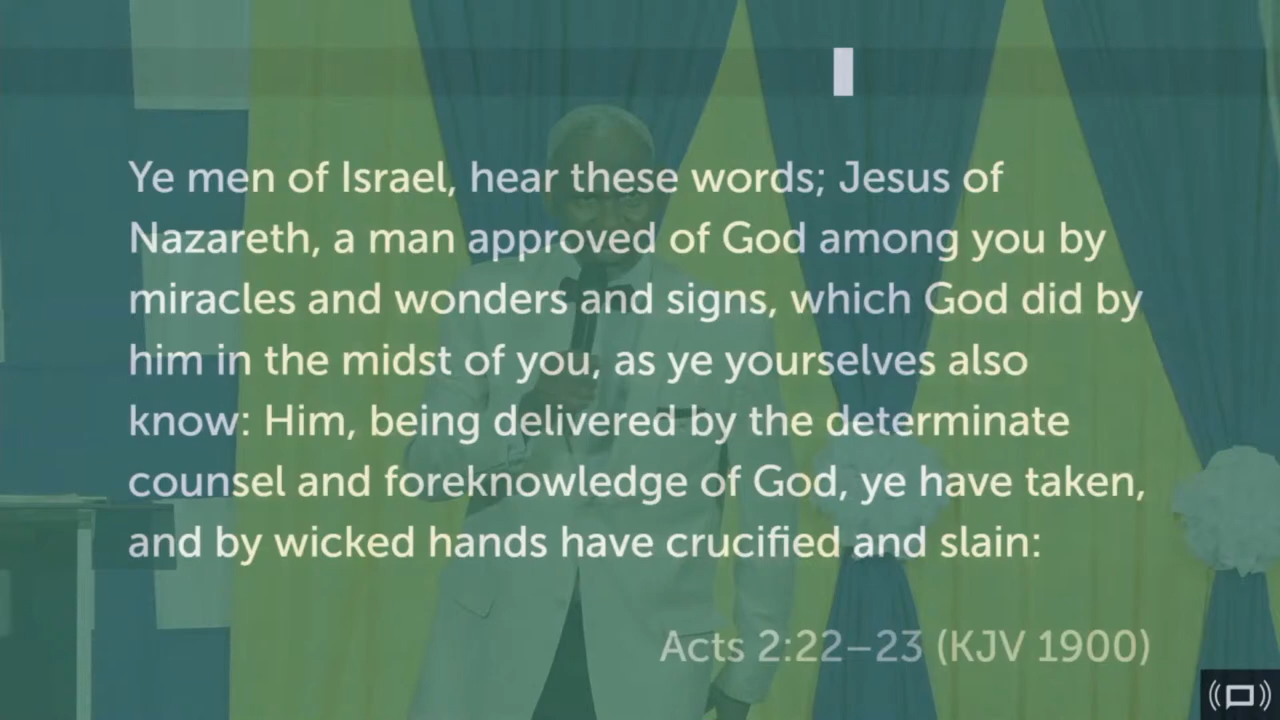 Ye men of Israel, hear these words; Jesus of
Nazareth, a man approved of God among you by
miracles and wonders and signs, which God did by
him in the midst of you, as ye yourselves also
know: Him, being delivered by the determinate
counsel and foreknowledge of God, ye have taken,
and by wicked hands have crucified and slain:
Acts 2:22–23 (KJV 1900)